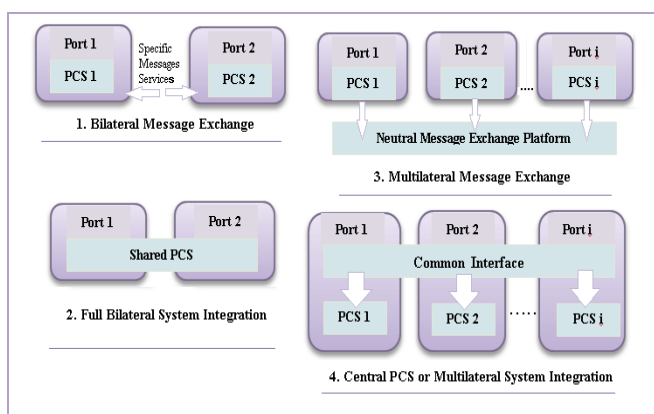 Port 1
PCS 1
Specific
Messages
Services
Port 2
PCS 2
1. Bilateral Message Exchange
Port 1
PCS 1
Port 2
PCS 2
....
Port i
PCS i
Neutral Message Exchange Platform
3. Multilateral Message Exchange
Port 1
Port 2
Shared PCS
2. Full Bilateral System Integration
Port 1
Port 2
Port i
Common Interface
PCS 1
PCS 2
.....
PCS i
4. Central PCS or Multilateral System Integration